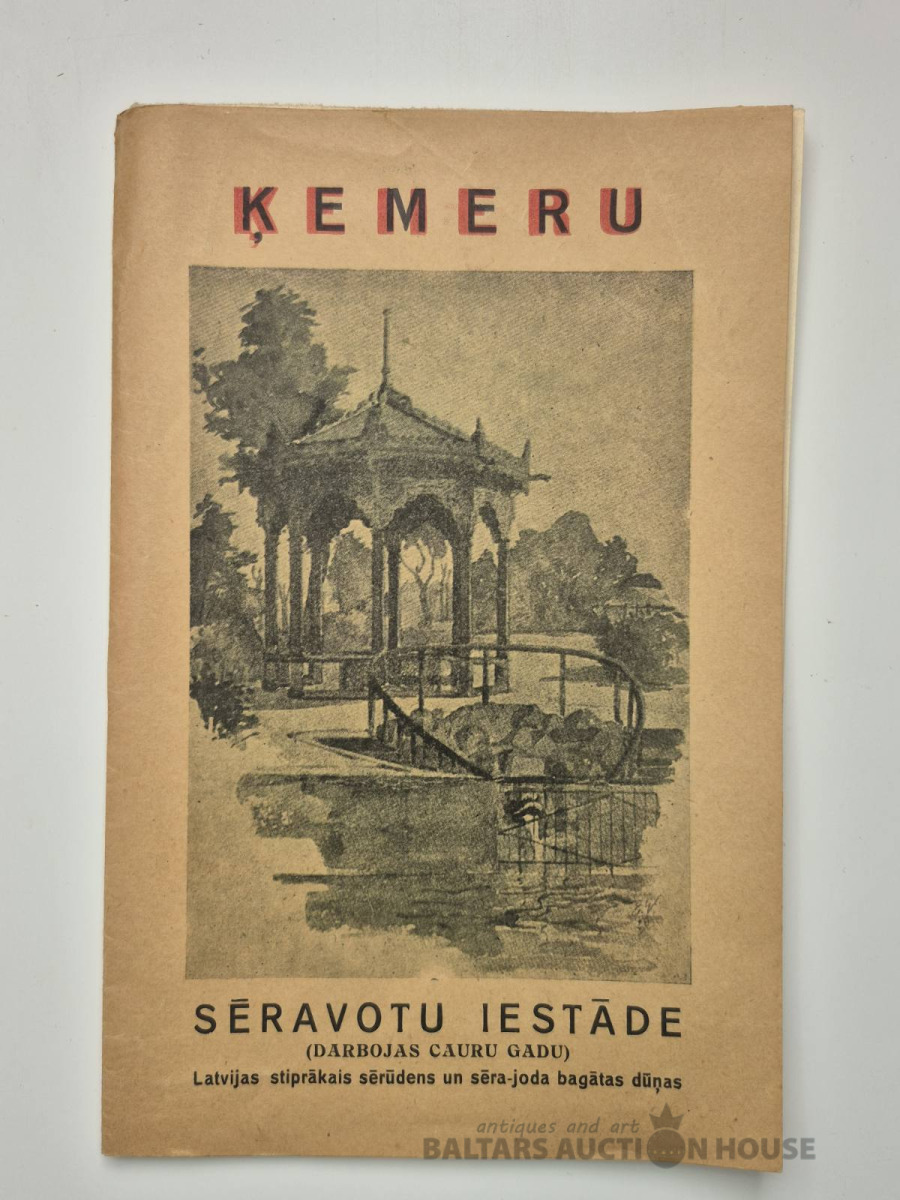 ĶEMERU
SĒRAVOTU IESTĀDE
(DARBOJAS CAURU GADU)
Latvijas stiprākais sērūdens un sēra-joda bagātas dūņas
antiques and art
BALTARS AUCTION HOUSE